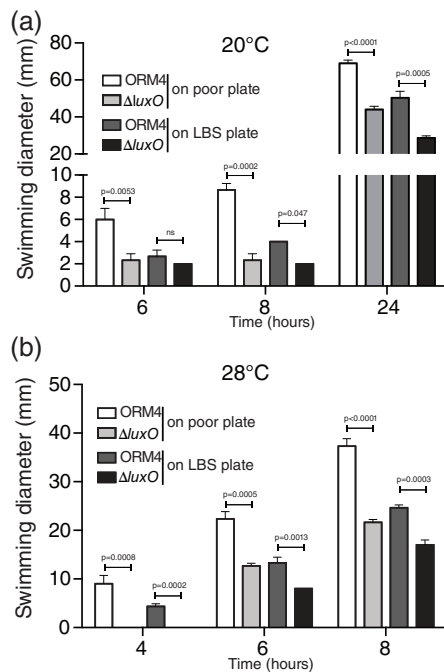 (a)
20°C
Swimming diameter (mm)
80
60
40
20
10
8
6
4
2
0
ORM4
ΔluxO
on poor plate
ORM4
ΔluxO
on LBS plate
p=0.0053
ns
p=0.0002
p=0.047
p<0.0001
p=0.0005
6
8
24
Time (hours)
(b)
28°C
Swimming diameter (mm)
50
40
30
20
10
0
ORM4
ΔluxO
on poor plate
ORM4
ΔluxO
on LBS plate
p=0.0008
p=0.0002
p=0.0005
p=0.0013
p<0.0001
p=0.0003
4
6
8
Time (hours)